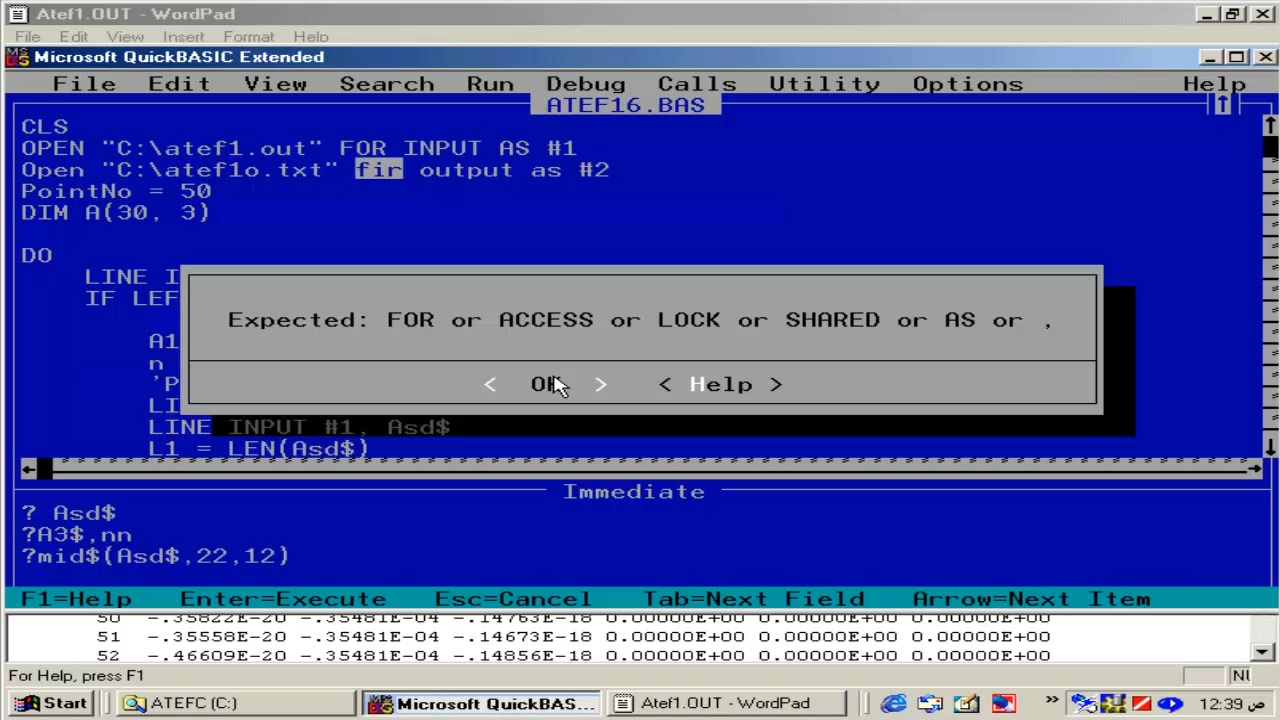 Atef1.OUT - WordPad
File Edit View Insert Format Help
Microsoft QuickBASIC Extended
File Edit View Search Run Debug Calls Utility Options Help
ATEF16.BAS
CLS
OPEN "C:\atef1.out" FOR INPUT AS #1
Open "C:\atef1o.txt" fir output as #2
PointNo = 50
DIM A(30, 3)
DO
LINE I
IF LEF
Expected: FOR or ACCESS or LOCK or SHARED or AS or ,
A1
n
< OK > < Help >
'P
LI
LINE INPUT #1, Asd$
L1 = LEN(Asd$)
Immediate
? Asd$
?A3$,nn
?mid$(Asd$,22,12)
F1=Help Enter=Execute Esc=Cancel Tab=Next Field Arrow=Next Item
50 -.35822E-20 -.35481E-04 -.14763E-18 0.00000E+00 0.00000E+00 0.00000E+00
51 -.35558E-20 -.35481E-04 -.14673E-18 0.00000E+00 0.00000E+00 0.00000E+00
52 -.46609E-20 -.35481E-04 -.14856E-18 0.00000E+00 0.00000E+00 0.00000E+00
For Help, press F1
Start ATEFC (C:) Microsoft QuickBAS... Atef1.OUT - WordPad » 12:39 ص